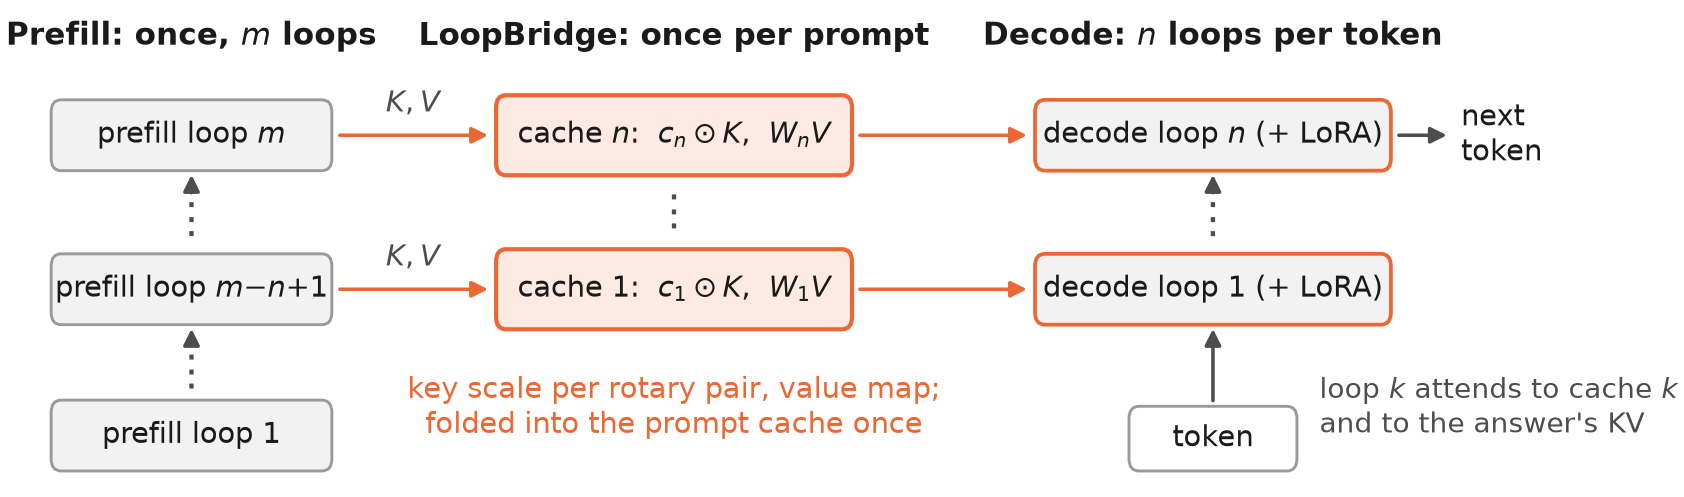 Prefill: once, m loops
LoopBridge: once per prompt
Decode: n loops per token
prefill loop m
K, V
cache n: cₙ ⊙ K, WₙV
decode loop n (+ LoRA)
next
token
prefill loop m−n+1
K, V
cache 1: c₁ ⊙ K, W₁V
decode loop 1 (+ LoRA)
prefill loop 1
key scale per rotary pair, value map;
folded into the prompt cache once
token
loop k attends to cache k
and to the answer's KV